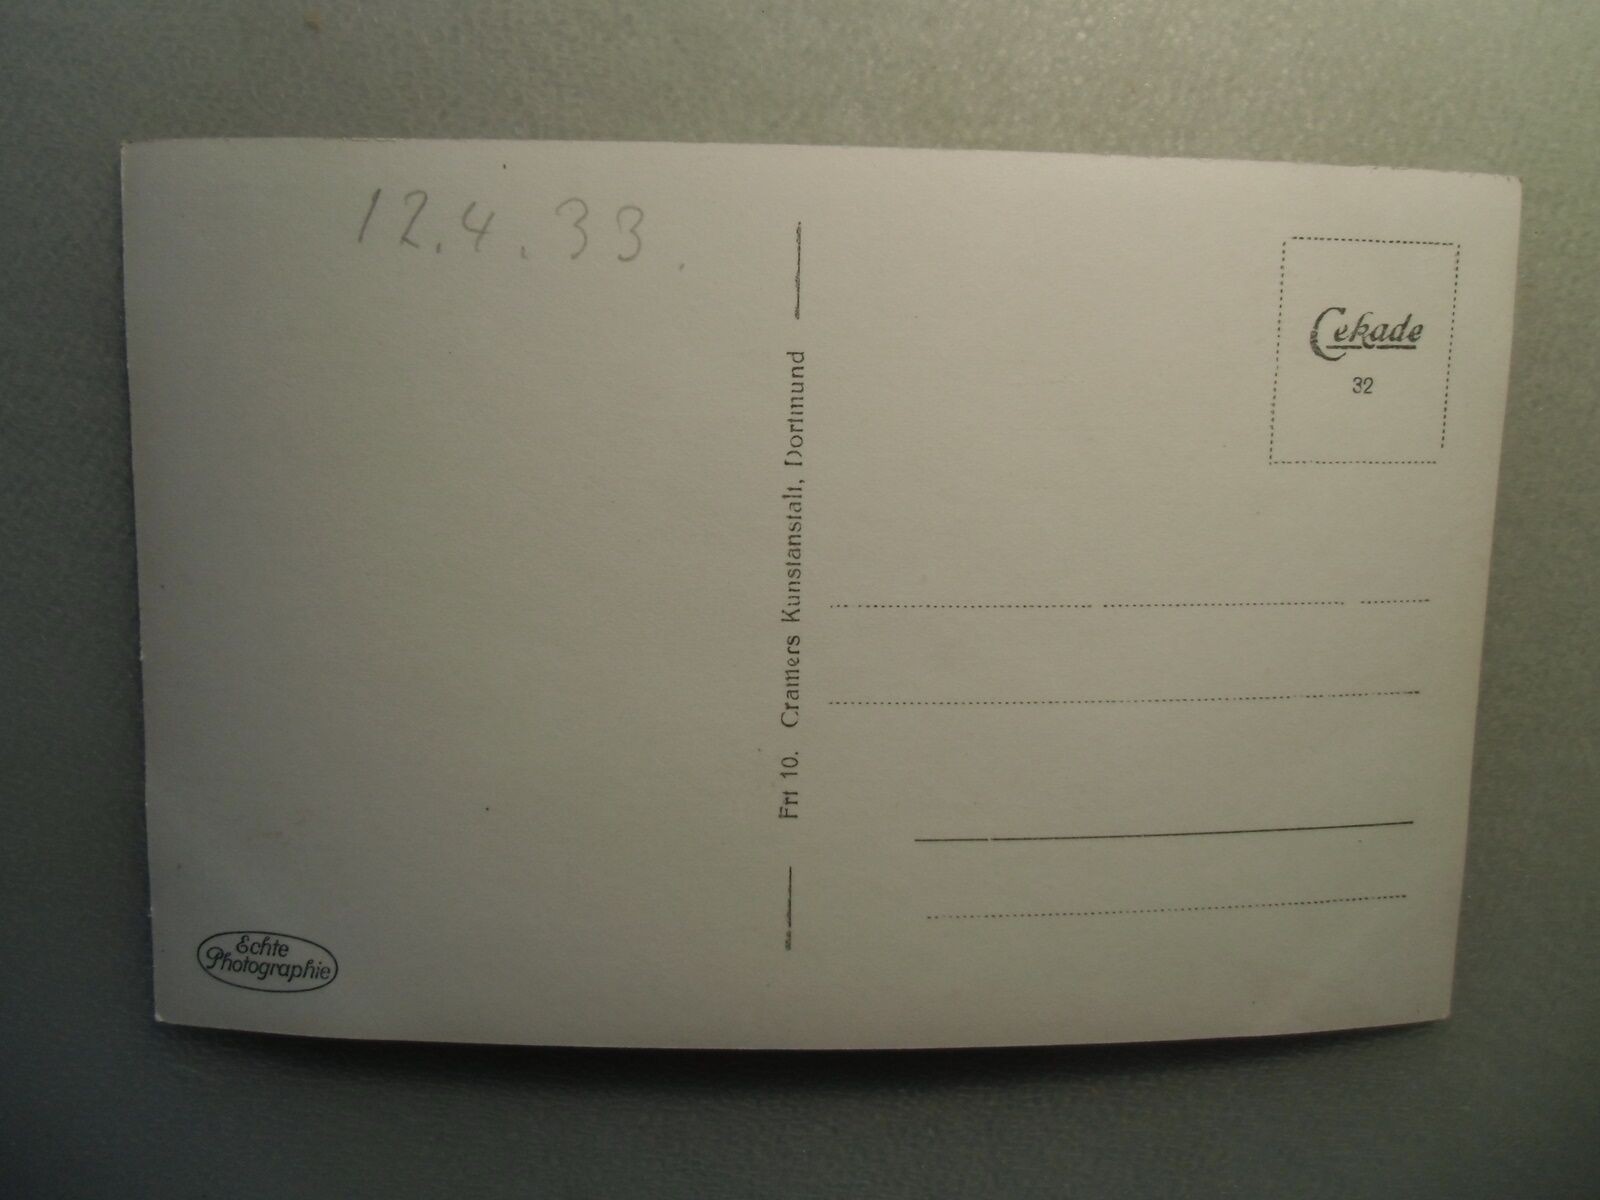 12.4.33.
Cekade
32
Frt 10. Cramers Kunstanstalt, Dortmund
Echte
Photographie